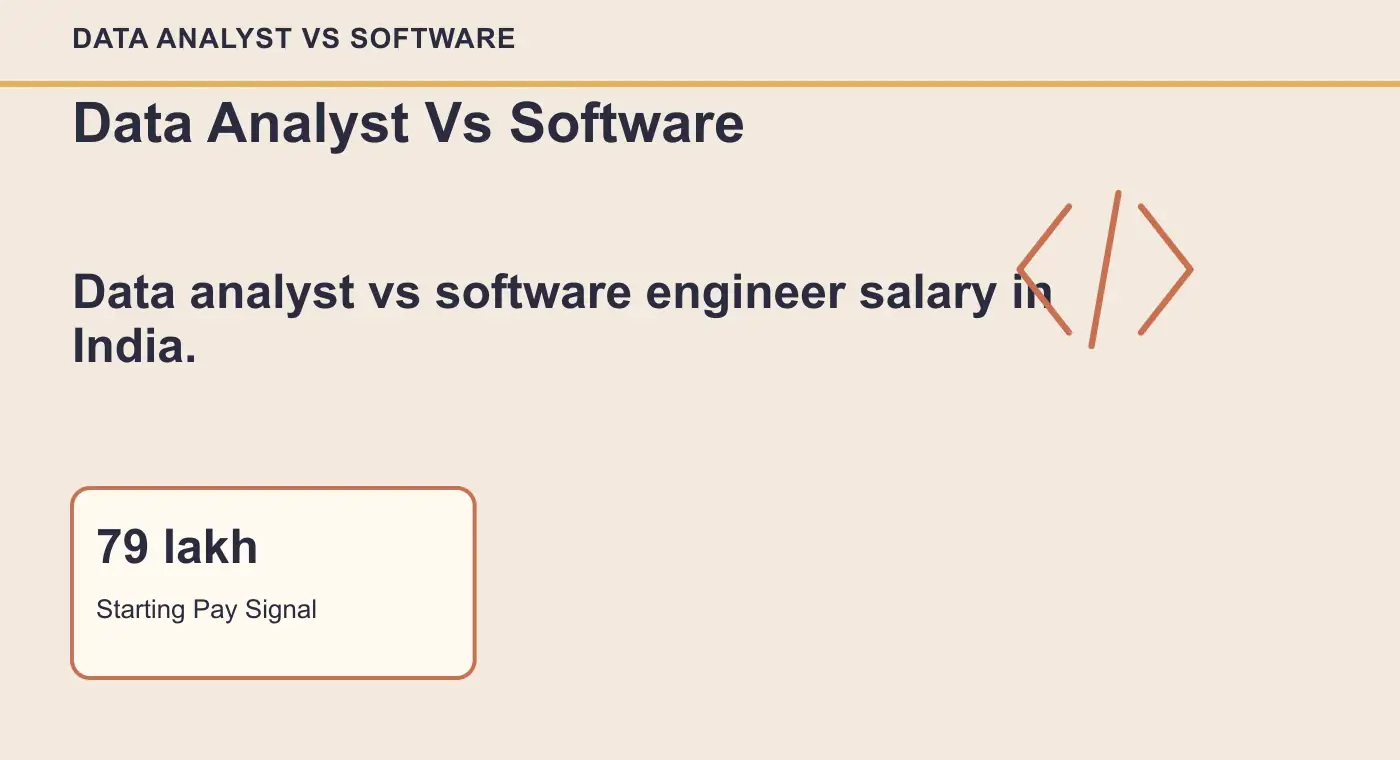 DATA ANALYST VS SOFTWARE
Data Analyst Vs Software
Data analyst vs software engineer salary in
India.
79 lakh
Starting Pay Signal